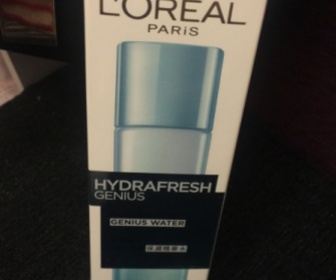 L'ORÉAL
PARiS
HYDRAFRESH
GENIUS
GENIUS WATER